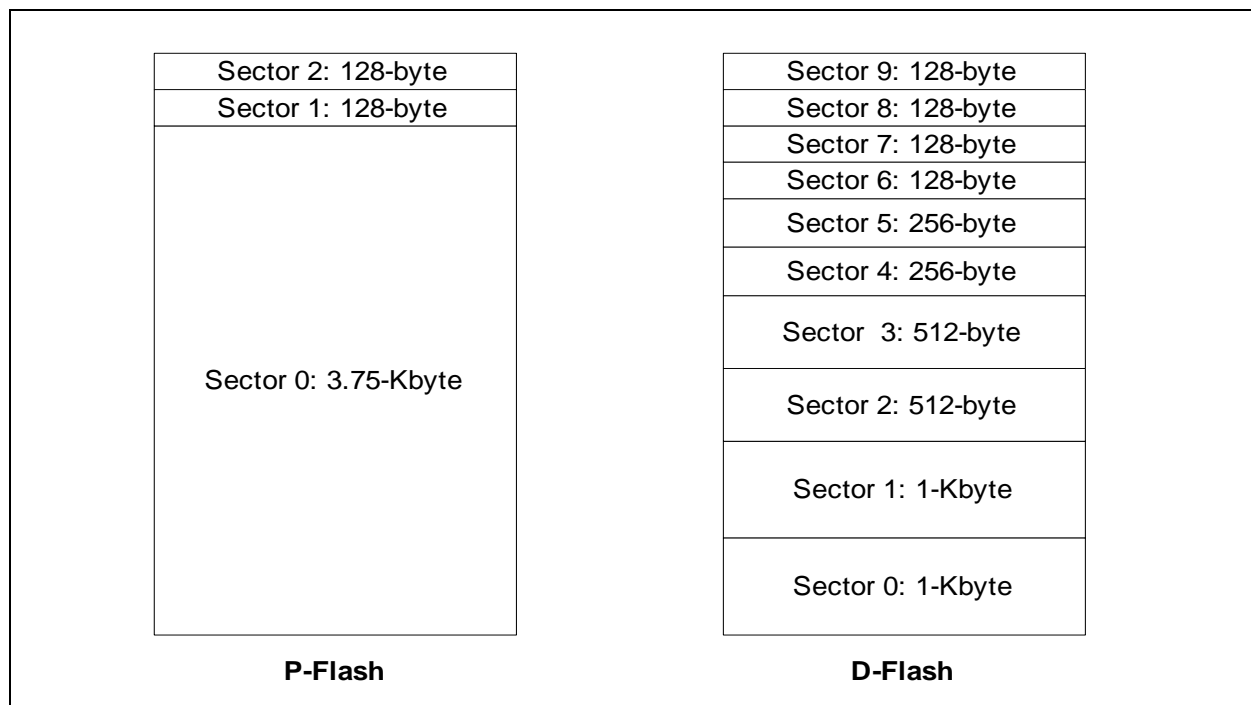 Sector 2: 128-byte
Sector 1: 128-byte
Sector 0: 3.75-Kbyte
P-Flash
Sector 9: 128-byte
Sector 8: 128-byte
Sector 7: 128-byte
Sector 6: 128-byte
Sector 5: 256-byte
Sector 4: 256-byte
Sector 3: 512-byte
Sector 2: 512-byte
Sector 1: 1-Kbyte
Sector 0: 1-Kbyte
D-Flash